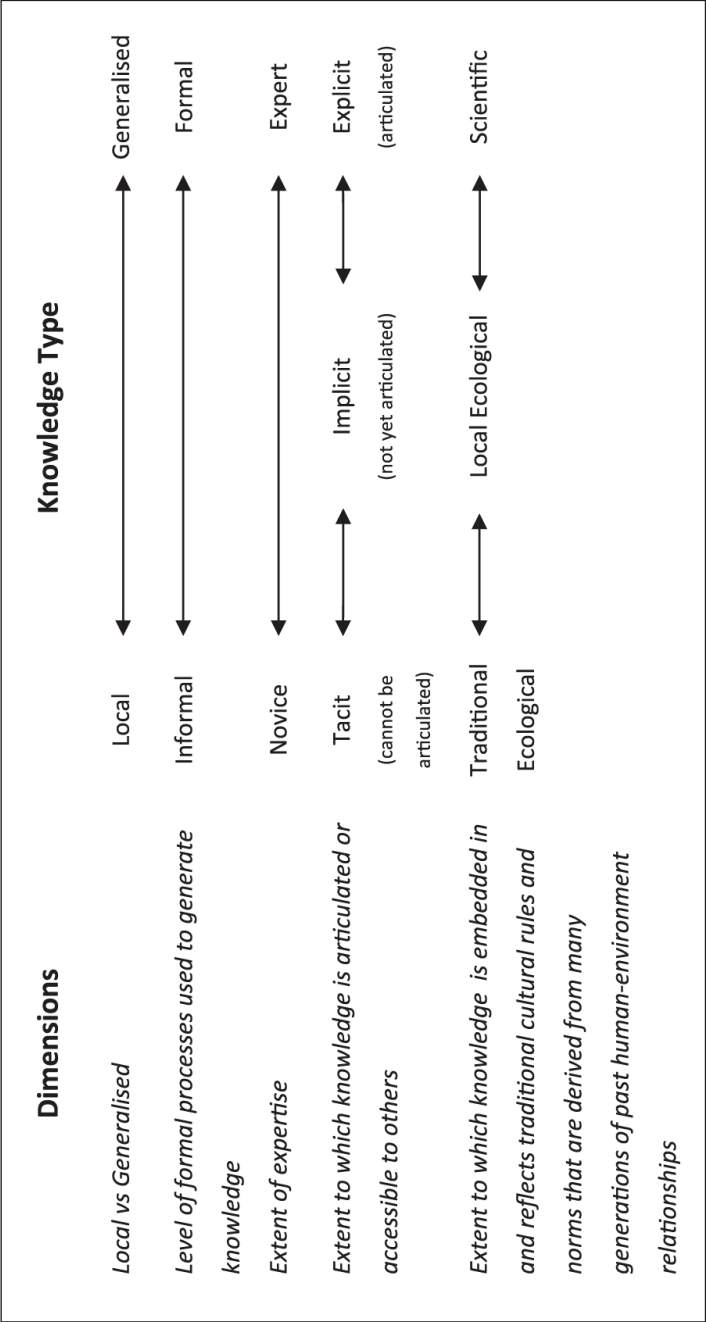 Dimensions
Knowledge Type
Local vs Generalised
Local
Generalised
Level of formal processes used to generate
knowledge
Informal
Formal
Extent of expertise
Novice
Expert
Extent to which knowledge is articulated or
accessible to others
Tacit
(cannot be
articulated)
Implicit
(not yet articulated)
Explicit
(articulated)
Extent to which knowledge is embedded in
and reflects traditional cultural rules and
norms that are derived from many
generations of past human-environment
relationships
Traditional
Ecological
Local Ecological
Scientific